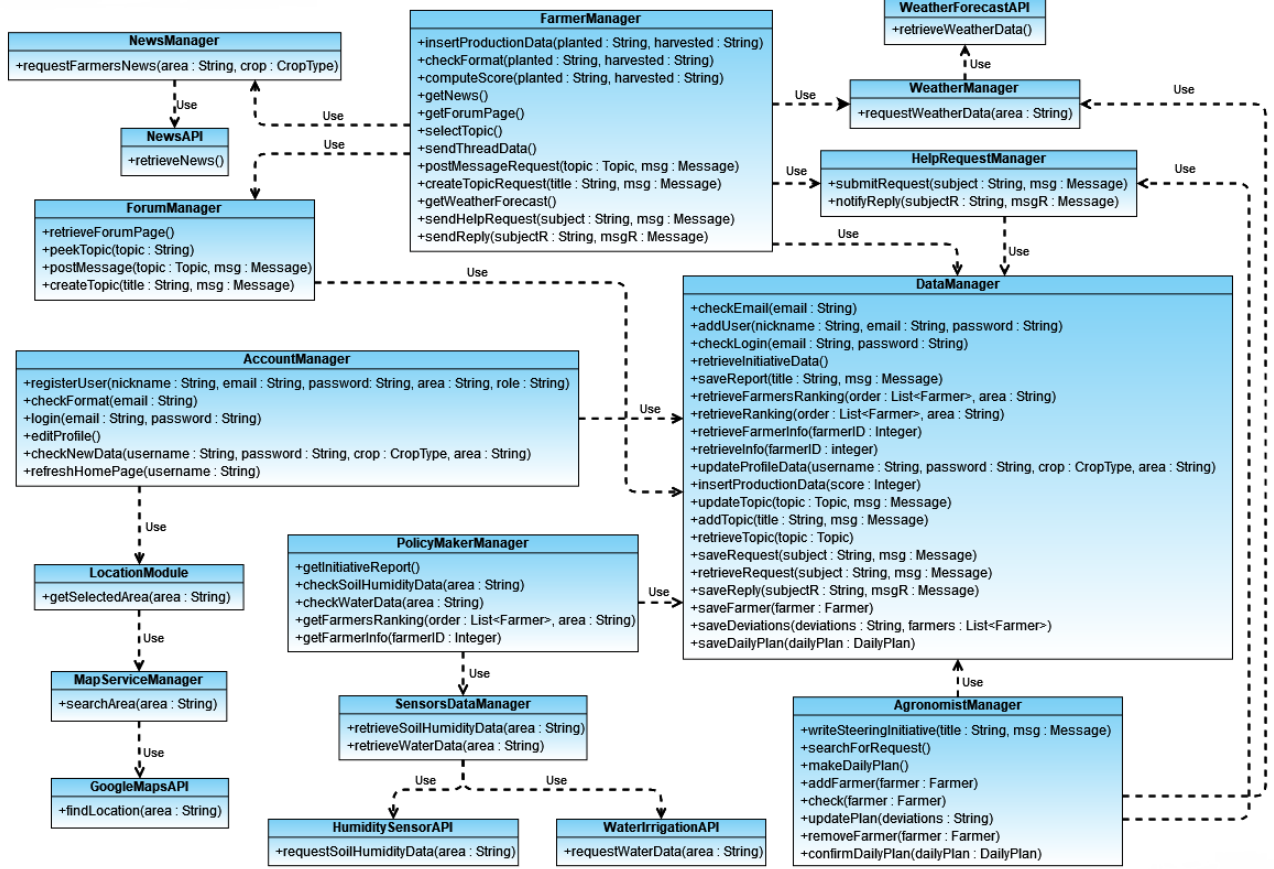 NewsManager
+requestFarmersNews(area : String, crop : CropType)
Use
NewsAPI
+retrieveNews()
Use
Use
FarmerManager
+insertProductionData(planted : String, harvested : String)
+checkFormat(planted : String, harvested : String)
+computeScore(planted : String, harvested : String)
+getNews()
+getForumPage()
+selectTopic()
+sendThreadData()
+postMessageRequest(topic : Topic, msg : Message)
+createTopicRequest(title : String, msg : Message)
+getWeatherForecast()
+sendHelpRequest(subject : String, msg : Message)
+sendReply(subjectR : String, msgR : Message)
WeatherForecastAPI
+retrieveWeatherData()
Use
Use
WeatherManager
+requestWeatherData(area : String)
Use
HelpRequestManager
+submitRequest(subject : String, msg : Message)
+notifyReply(subjectR : String, msgR : Message)
Use
Use
Use
Use
ForumManager
+retrieveForumPage()
+peekTopic(topic : String)
+postMessage(topic : Topic, msg : Message)
+createTopic(title : String, msg : Message)
Use
DataManager
+checkEmail(email : String)
+addUser(nickname : String, email : String, password : String)
+checkLogin(email : String, password : String)
+retrieveInitiativeData()
+saveReport(title : String, msg : Message)
+retrieveFarmersRanking(order : List<Farmer>, area : String)
+retrieveRanking(order : List<Farmer>, area : String)
+retrieveFarmerInfo(farmerID : Integer)
+retrieveInfo(farmerID : integer)
+updateProfileData(username : String, password : String, crop : CropType, area : String)
+insertProductionData(score : Integer)
+updateTopic(topic : Topic, msg : Message)
+addTopic(title : String, msg : Message)
+retrieveTopic(topic : Topic)
+saveRequest(subject : String, msg : Message)
+retrieveRequest(subject : String, msg : Message)
+saveReply(subjectR : String, msgR : Message)
+saveFarmer(farmer : Farmer)
+saveDeviations(deviations : String, farmers : List<Farmer>)
+saveDailyPlan(dailyPlan : DailyPlan)
AccountManager
+registerUser(nickname : String, email : String, password: String, area : String, role : String)
+checkFormat(email : String)
+login(email : String, password : String)
+editProfile()
+checkNewData(username : String, password : String, crop : CropType, area : String)
+refreshHomePage(username : String)
Use
Use
LocationModule
+getSelectedArea(area : String)
Use
MapServiceManager
+searchArea(area : String)
Use
GoogleMapsAPI
+findLocation(area : String)
PolicyMakerManager
+getInitiativeReport()
+checkSoilHumidityData(area : String)
+checkWaterData(area : String)
+getFarmersRanking(order : List<Farmer>, area : String)
+getFarmerInfo(farmerID : Integer)
Use
Use
SensorsDataManager
+retrieveSoilHumidityData(area : String)
+retrieveWaterData(area : String)
Use
Use
HumiditySensorAPI
+requestSoilHumidityData(area : String)
WaterIrrigationAPI
+requestWaterData(area : String)
Use
AgronomistManager
+writeSteeringInitiative(title : String, msg : Message)
+searchForRequest()
+makeDailyPlan()
+addFarmer(farmer : Farmer)
+check(farmer : Farmer)
+updatePlan(deviations : String)
+removeFarmer(farmer : Farmer)
+confirmDailyPlan(dailyPlan : DailyPlan)